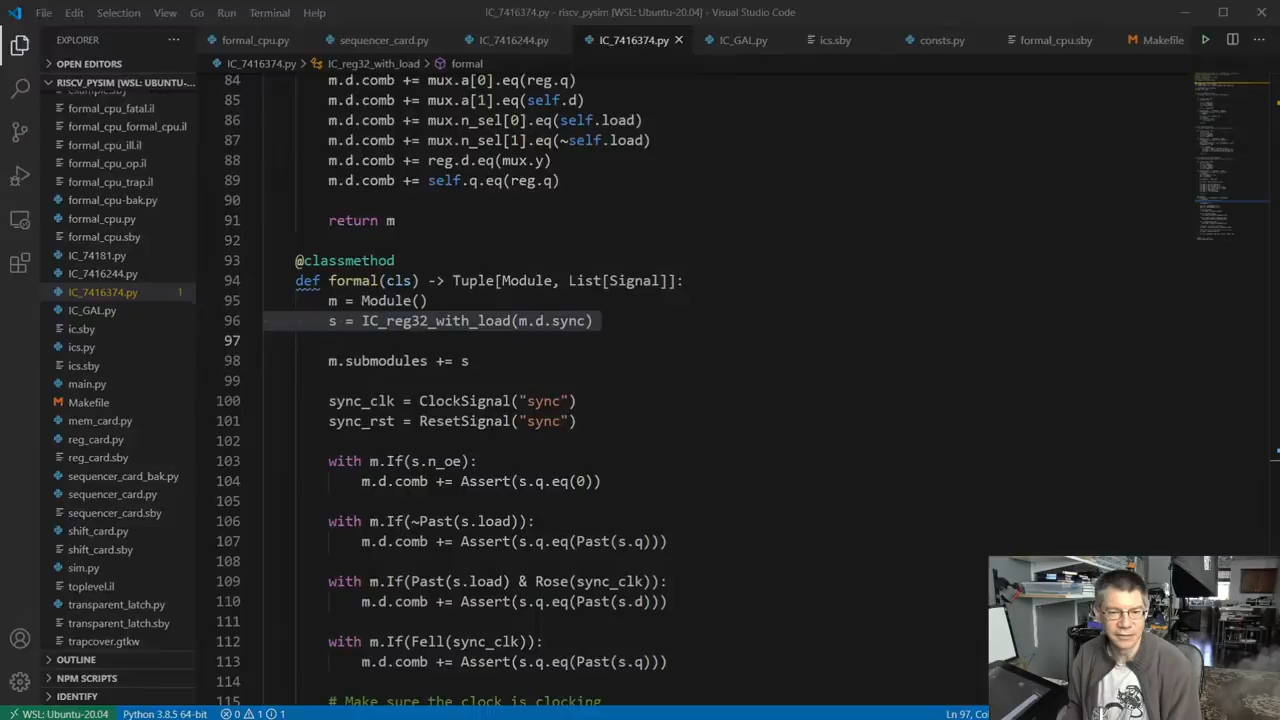 File Edit Selection View Go Run Terminal Help
IC_7416374.py - riscv_pysim [WSL: Ubuntu-20.04] - Visual Studio Code
EXPLORER
formal_cpu.py sequencer_card.py IC_7416244.py IC_7416374.py IC_GAL.py ics.sby consts.py formal_cpu.sby Makefile
OPEN EDITORS
IC_7416374.py > IC_reg32_with_load > formal
RISCV_PYSIM [WSL: UBUNTU-...
formal_cpu_fatal.il
formal_cpu_formal_cpu.il
formal_cpu_ill.il
formal_cpu_op.il
formal_cpu_trap.il
formal_cpu-bak.py
formal_cpu.py
formal_cpu.sby
IC_74181.py
IC_7416244.py
IC_7416374.py 1
IC_GAL.py
ic.sby
ics.py
ics.sby
main.py
Makefile
mem_card.py
reg_card.py
reg_card.sby
sequencer_card_bak.py
sequencer_card.py
sequencer_card.sby
shift_card.py
shift_card.sby
sim.py
toplevel.il
transparent_latch.py
transparent_latch.sby
trapcover.gtkw
OUTLINE
NPM SCRIPTS
IDENTIFY
84 m.d.comb += mux.a[0].eq(reg.q)
85 m.d.comb += mux.a[1].eq(self.d)
86 m.d.comb += mux.n_sel[0].eq(self.load)
87 m.d.comb += mux.n_sel[1].eq(~self.load)
88 m.d.comb += reg.d.eq(mux.y)
89 m.d.comb += self.q.eq(reg.q)
90
91 return m
92
93 @classmethod
94 def formal(cls) -> Tuple[Module, List[Signal]]:
95 m = Module()
96 s = IC_reg32_with_load(m.d.sync)
97
98 m.submodules += s
99
100 sync_clk = ClockSignal("sync")
101 sync_rst = ResetSignal("sync")
102
103 with m.If(s.n_oe):
104 m.d.comb += Assert(s.q.eq(0))
105
106 with m.If(~Past(s.load)):
107 m.d.comb += Assert(s.q.eq(Past(s.q)))
108
109 with m.If(Past(s.load) & Rose(sync_clk)):
110 m.d.comb += Assert(s.q.eq(Past(s.d)))
111
112 with m.If(Fell(sync_clk)):
113 m.d.comb += Assert(s.q.eq(Past(s.q)))
114
115 # Make sure the clock is clocking
WSL: Ubuntu-20.04 Python 3.8.5 64-bit 0 1 1 Ln 97,